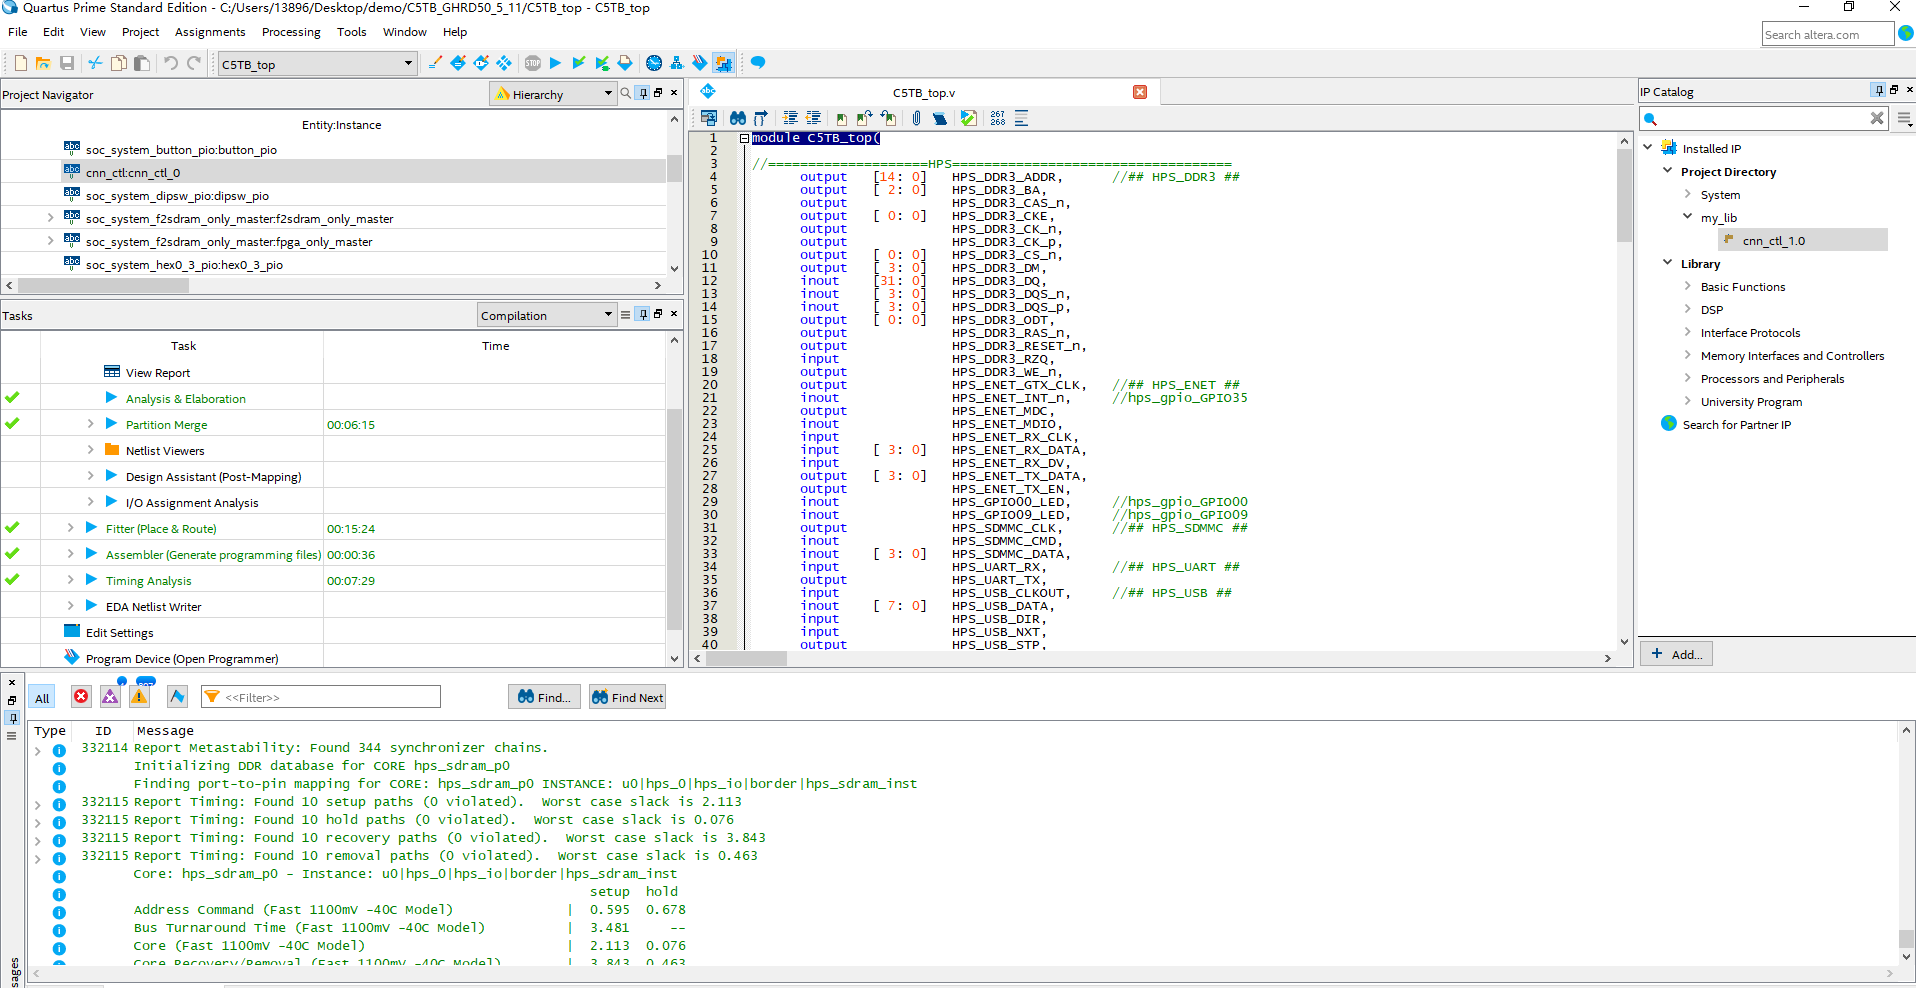 Quartus Prime Standard Edition - C:/Users/13896/Desktop/demo/C5TB_GHRD50_5_11/C5TB_top - C5TB_top
File Edit View Project Assignments Processing Tools Window Help
Search altera.com
C5TB_top
STOP
Project Navigator
Hierarchy
Entity:Instance
soc_system_button_pio:button_pio
cnn_ctl:cnn_ctl_0
soc_system_dipsw_pio:dipsw_pio
soc_system_f2sdram_only_master:f2sdram_only_master
soc_system_f2sdram_only_master:fpga_only_master
soc_system_hex0_3_pio:hex0_3_pio
Tasks
Compilation
Task Time
View Report
Analysis & Elaboration
Partition Merge 00:06:15
Netlist Viewers
Design Assistant (Post-Mapping)
I/O Assignment Analysis
Fitter (Place & Route) 00:15:24
Assembler (Generate programming files) 00:00:36
Timing Analysis 00:07:29
EDA Netlist Writer
Edit Settings
Program Device (Open Programmer)
C5TB_top.v
267
268
1 module C5TB_top(
2
3 //====================HPS===================================
4 output [14: 0] HPS_DDR3_ADDR, //## HPS_DDR3 ##
5 output [ 2: 0] HPS_DDR3_BA,
6 output HPS_DDR3_CAS_n,
7 output [ 0: 0] HPS_DDR3_CKE,
8 output HPS_DDR3_CK_n,
9 output HPS_DDR3_CK_p,
10 output [ 0: 0] HPS_DDR3_CS_n,
11 output [ 3: 0] HPS_DDR3_DM,
12 inout [31: 0] HPS_DDR3_DQ,
13 inout [ 3: 0] HPS_DDR3_DQS_n,
14 inout [ 3: 0] HPS_DDR3_DQS_p,
15 output [ 0: 0] HPS_DDR3_ODT,
16 output HPS_DDR3_RAS_n,
17 output HPS_DDR3_RESET_n,
18 input HPS_DDR3_RZQ,
19 output HPS_DDR3_WE_n,
20 output HPS_ENET_GTX_CLK, //## HPS_ENET ##
21 inout HPS_ENET_INT_n, //hps_gpio_GPIO35
22 output HPS_ENET_MDC,
23 inout HPS_ENET_MDIO,
24 input HPS_ENET_RX_CLK,
25 input [ 3: 0] HPS_ENET_RX_DATA,
26 input HPS_ENET_RX_DV,
27 output [ 3: 0] HPS_ENET_TX_DATA,
28 output HPS_ENET_TX_EN,
29 inout HPS_GPIO00_LED, //hps_gpio_GPIO00
30 inout HPS_GPIO09_LED, //hps_gpio_GPIO09
31 output HPS_SDMMC_CLK, //## HPS_SDMMC ##
32 inout HPS_SDMMC_CMD,
33 inout [ 3: 0] HPS_SDMMC_DATA,
34 input HPS_UART_RX, //## HPS_UART ##
35 output HPS_UART_TX,
36 input HPS_USB_CLKOUT, //## HPS_USB ##
37 inout [ 7: 0] HPS_USB_DATA,
38 input HPS_USB_DIR,
39 input HPS_USB_NXT,
40 output HPS_USB_STP,
IP Catalog
Installed IP
Project Directory
System
my_lib
cnn_ctl_1.0
Library
Basic Functions
DSP
Interface Protocols
Memory Interfaces and Controllers
Processors and Peripherals
University Program
Search for Partner IP
+ Add...
All
<<Filter>>
Find...
Find Next
Type ID Message
332114 Report Metastability: Found 344 synchronizer chains.
Initializing DDR database for CORE hps_sdram_p0
Finding port-to-pin mapping for CORE: hps_sdram_p0 INSTANCE: u0|hps_0|hps_io|border|hps_sdram_inst
332115 Report Timing: Found 10 setup paths (0 violated). Worst case slack is 2.113
332115 Report Timing: Found 10 hold paths (0 violated). Worst case slack is 0.076
332115 Report Timing: Found 10 recovery paths (0 violated). Worst case slack is 3.843
332115 Report Timing: Found 10 removal paths (0 violated). Worst case slack is 0.463
Core: hps_sdram_p0 - Instance: u0|hps_0|hps_io|border|hps_sdram_inst
setup hold
Address Command (Fast 1100mV -40C Model) | 0.595 0.678
Bus Turnaround Time (Fast 1100mV -40C Model) | 3.481 --
Core (Fast 1100mV -40C Model) | 2.113 0.076
Core Recovery/Removal (Fast 1100mV -40C Model) | 3.843 0.463